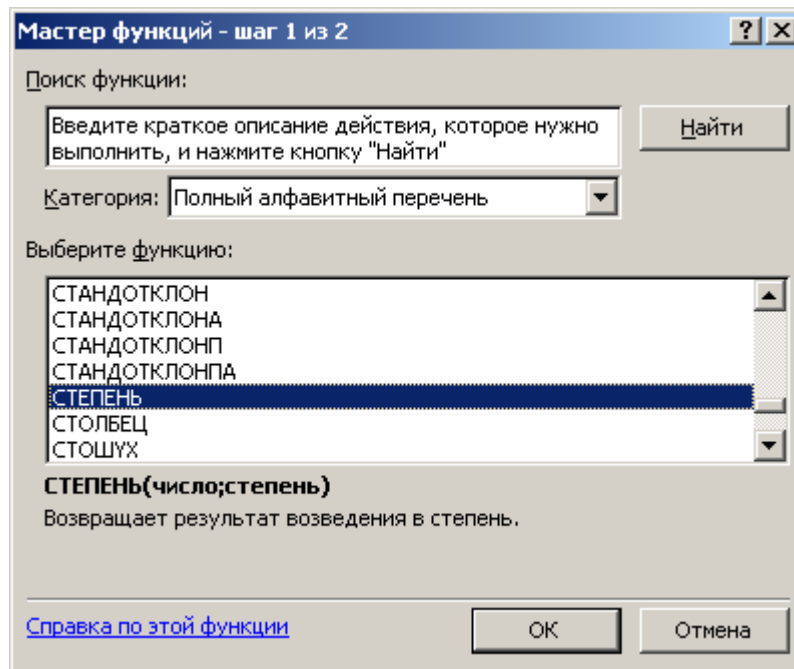 Мастер функций - шаг 1 из 2
Поиск функции:
Введите краткое описание действия, которое нужно
выполнить, и нажмите кнопку "Найти"
Найти
Категория: Полный алфавитный перечень
Выберите функцию:
СТАНДОТКЛОН
СТАНДОТКЛОНА
СТАНДОТКЛОНП
СТАНДОТКЛОНПА
СТЕПЕНЬ
СТОЛБЕЦ
СТОШYX
СТЕПЕНЬ(число;степень)
Возвращает результат возведения в степень.
Справка по этой функции
ОК
Отмена